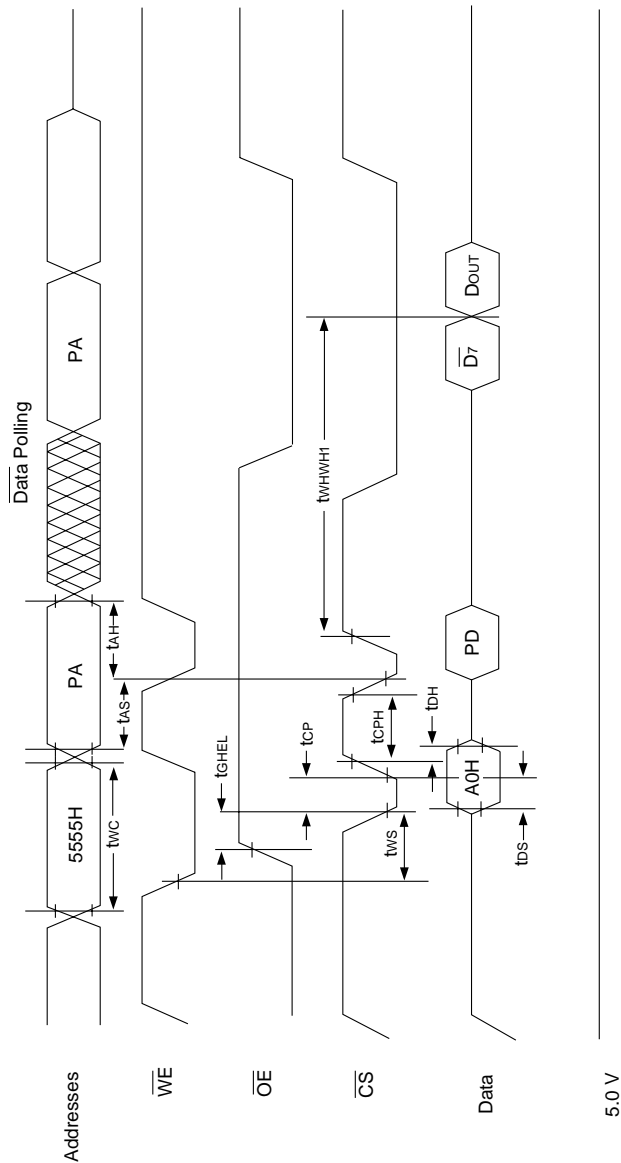 Data Polling
Addresses
5555H
PA
PA
tWC
tAS
tAH
WE
OE
tGHEL
CS
tWS
tCP
tCPH
tWHWH1
tDH
Data
A0H
PD
D7
DOUT
tDS
5.0 V